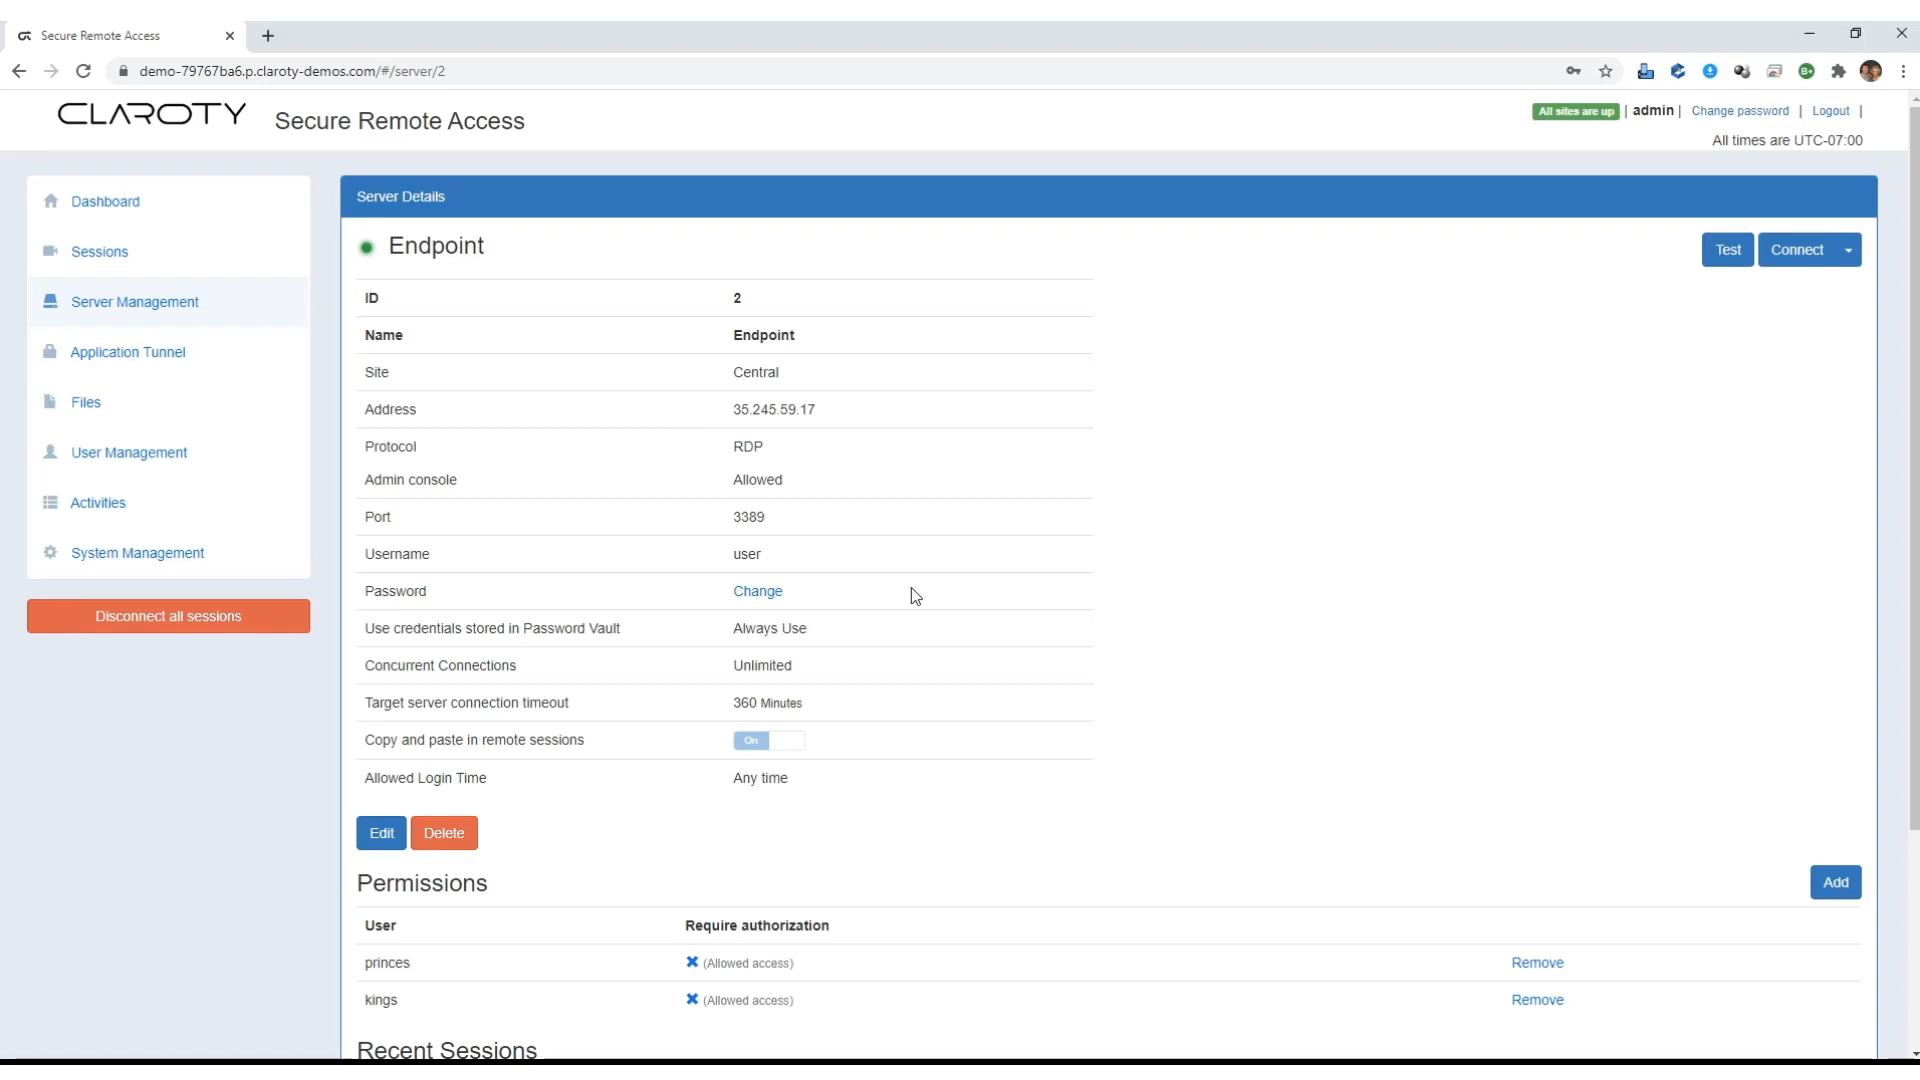 Secure Remote Access
demo-79767ba6.p.claroty-demos.com/#/server/2
CLAROTY Secure Remote Access
All sites are up | admin | Change password | Logout |
All times are UTC-07:00
Dashboard
Sessions
Server Management
Application Tunnel
Files
User Management
Activities
System Management
Disconnect all sessions
Server Details
Endpoint
Test Connect
ID 2
Name Endpoint
Site Central
Address 35.245.59.17
Protocol RDP
Admin console Allowed
Port 3389
Username user
Password Change
Use credentials stored in Password Vault Always Use
Concurrent Connections Unlimited
Target server connection timeout 360 Minutes
Copy and paste in remote sessions On
Allowed Login Time Any time
Edit Delete
Permissions Add
User Require authorization
princes (Allowed access) Remove
kings (Allowed access) Remove
Recent Sessions